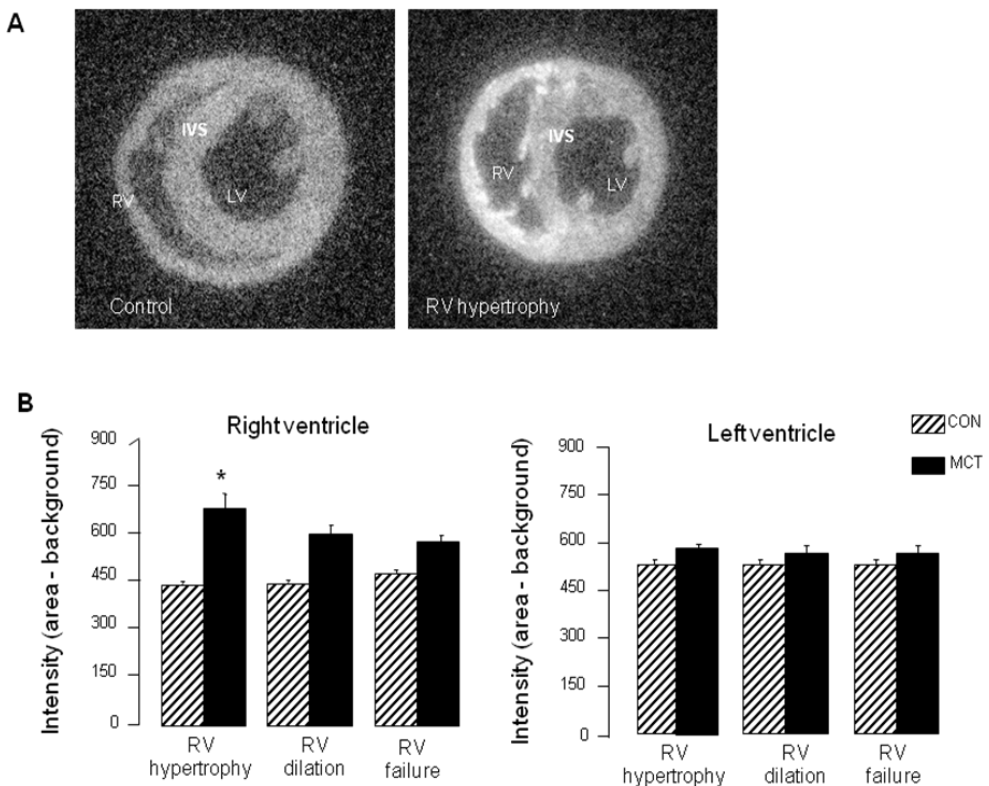 A
IVS
RV
LV
Control
IVS
RV
LV
RV hypertrophy
B
Right ventricle
Intensity (area - background)
900
750
600
450
300
150
0
*
RV hypertrophy
RV dilation
RV failure
Left ventricle
Intensity (area - background)
900
750
600
450
300
150
0
RV hypertrophy
RV dilation
RV failure
CON
MCT